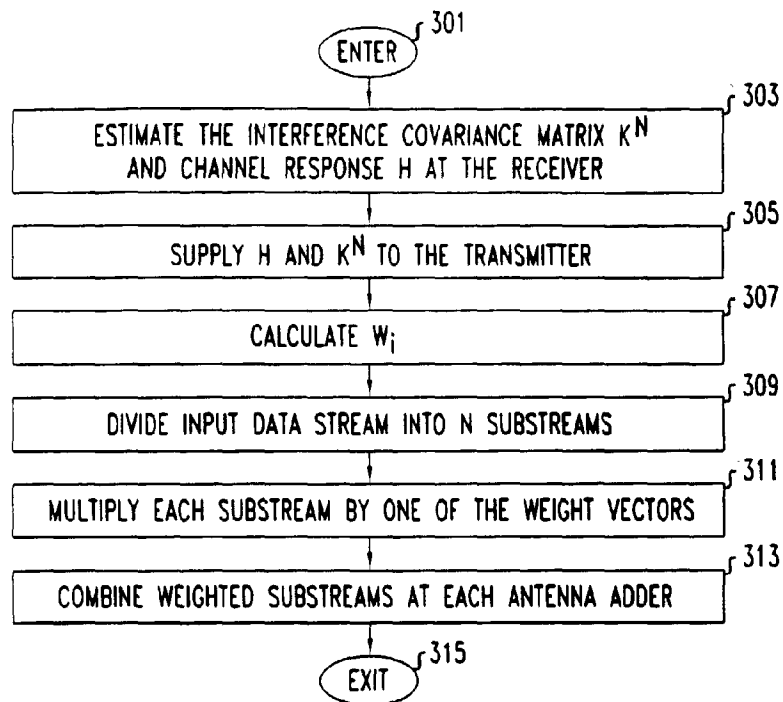 301
ENTER
303
ESTIMATE THE INTERFERENCE COVARIANCE MATRIX K^N
AND CHANNEL RESPONSE H AT THE RECEIVER
305
SUPPLY H AND K^N TO THE TRANSMITTER
307
CALCULATE W_i
309
DIVIDE INPUT DATA STREAM INTO N SUBSTREAMS
311
MULTIPLY EACH SUBSTREAM BY ONE OF THE WEIGHT VECTORS
313
COMBINE WEIGHTED SUBSTREAMS AT EACH ANTENNA ADDER
315
EXIT